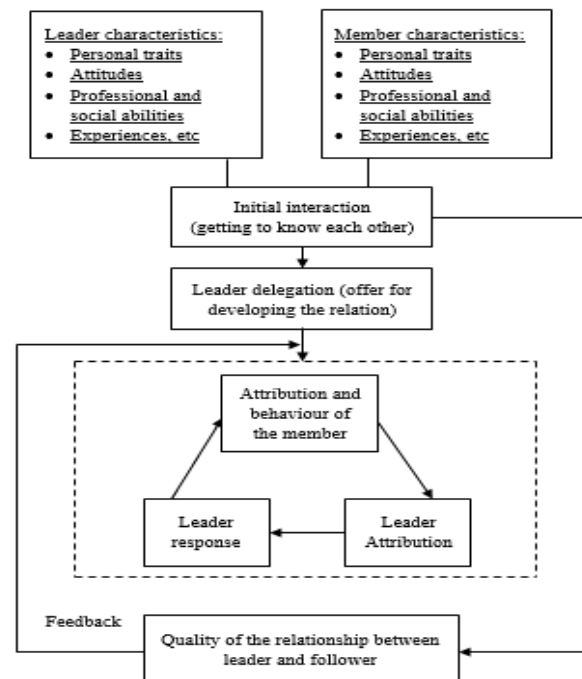 Leader characteristics:
• Personal traits
• Attitudes
• Professional and
social abilities
• Experiences, etc
Member characteristics:
• Personal traits
• Attitudes
• Professional and
social abilities
• Experiences, etc
Initial interaction
(getting to know each other)
Leader delegation (offer for
developing the relation)
Attribution and
behaviour of
the member
Leader
response
Leader
Attribution
Feedback
Quality of the relationship between
leader and follower